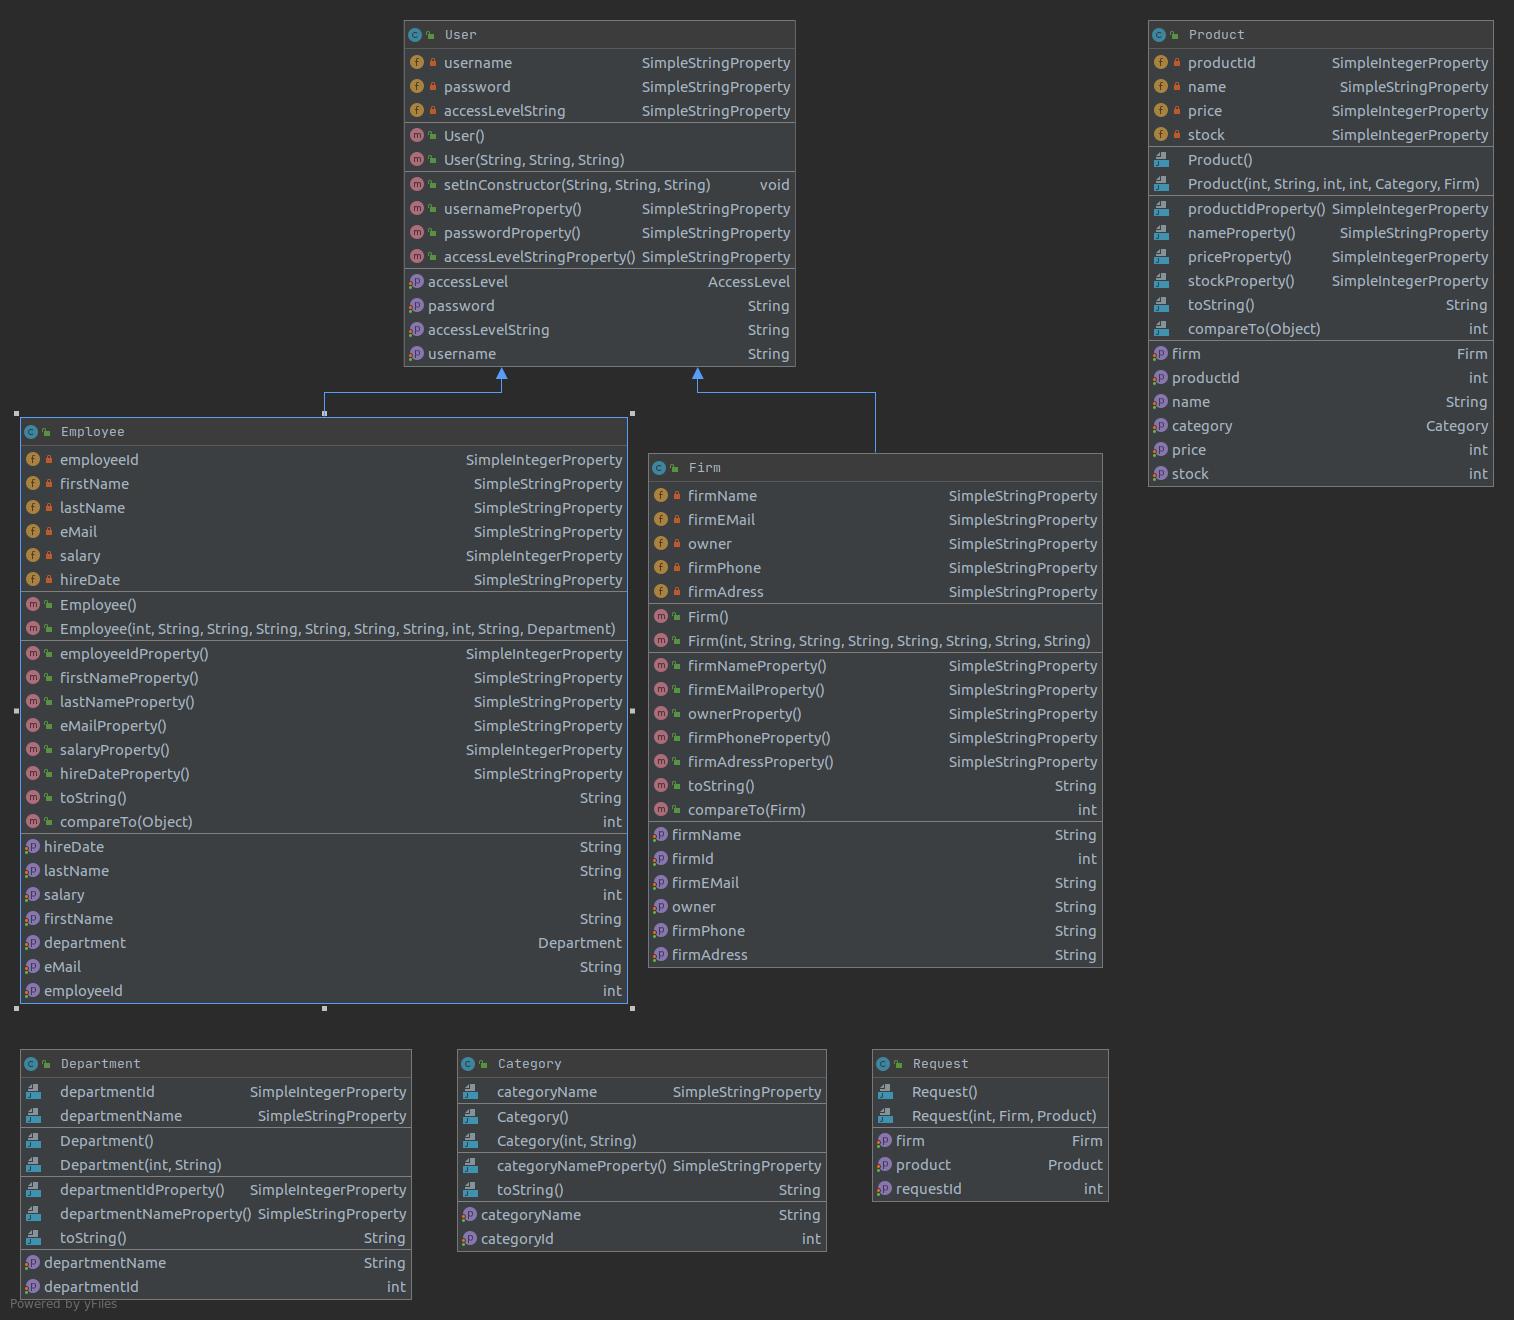 User
username SimpleStringProperty
password SimpleStringProperty
accessLevelString SimpleStringProperty
User()
User(String, String, String)
setInConstructor(String, String, String) void
usernameProperty() SimpleStringProperty
passwordProperty() SimpleStringProperty
accessLevelStringProperty() SimpleStringProperty
accessLevel AccessLevel
password String
accessLevelString String
username String
Product
productId SimpleIntegerProperty
name SimpleStringProperty
price SimpleIntegerProperty
stock SimpleIntegerProperty
Product()
Product(int, String, int, int, Category, Firm)
productIdProperty() SimpleIntegerProperty
nameProperty() SimpleStringProperty
priceProperty() SimpleIntegerProperty
stockProperty() SimpleIntegerProperty
toString() String
compareTo(Object) int
firm Firm
productId int
name String
category Category
price int
stock int
Employee
employeeId SimpleIntegerProperty
firstName SimpleStringProperty
lastName SimpleStringProperty
eMail SimpleStringProperty
salary SimpleIntegerProperty
hireDate SimpleStringProperty
Employee()
Employee(int, String, String, String, String, String, String, int, String, Department)
employeeIdProperty() SimpleIntegerProperty
firstNameProperty() SimpleStringProperty
lastNameProperty() SimpleStringProperty
eMailProperty() SimpleStringProperty
salaryProperty() SimpleIntegerProperty
hireDateProperty() SimpleStringProperty
toString() String
compareTo(Object) int
hireDate String
lastName String
salary int
firstName String
department Department
eMail String
employeeId int
Firm
firmName SimpleStringProperty
firmEMail SimpleStringProperty
owner SimpleStringProperty
firmPhone SimpleStringProperty
firmAdress SimpleStringProperty
Firm()
Firm(int, String, String, String, String, String, String, String)
firmNameProperty() SimpleStringProperty
firmEMailProperty() SimpleStringProperty
ownerProperty() SimpleStringProperty
firmPhoneProperty() SimpleStringProperty
firmAdressProperty() SimpleStringProperty
toString() String
compareTo(Firm) int
firmName String
firmId int
firmEMail String
owner String
firmPhone String
firmAdress String
Department
departmentId SimpleIntegerProperty
departmentName SimpleStringProperty
Department()
Department(int, String)
departmentIdProperty() SimpleIntegerProperty
departmentNameProperty() SimpleStringProperty
toString() String
departmentName String
departmentId int
Category
categoryName SimpleStringProperty
Category()
Category(int, String)
categoryNameProperty() SimpleStringProperty
toString() String
categoryName String
categoryId int
Request
Request()
Request(int, Firm, Product)
firm Firm
product Product
requestId int
Powered by yFiles